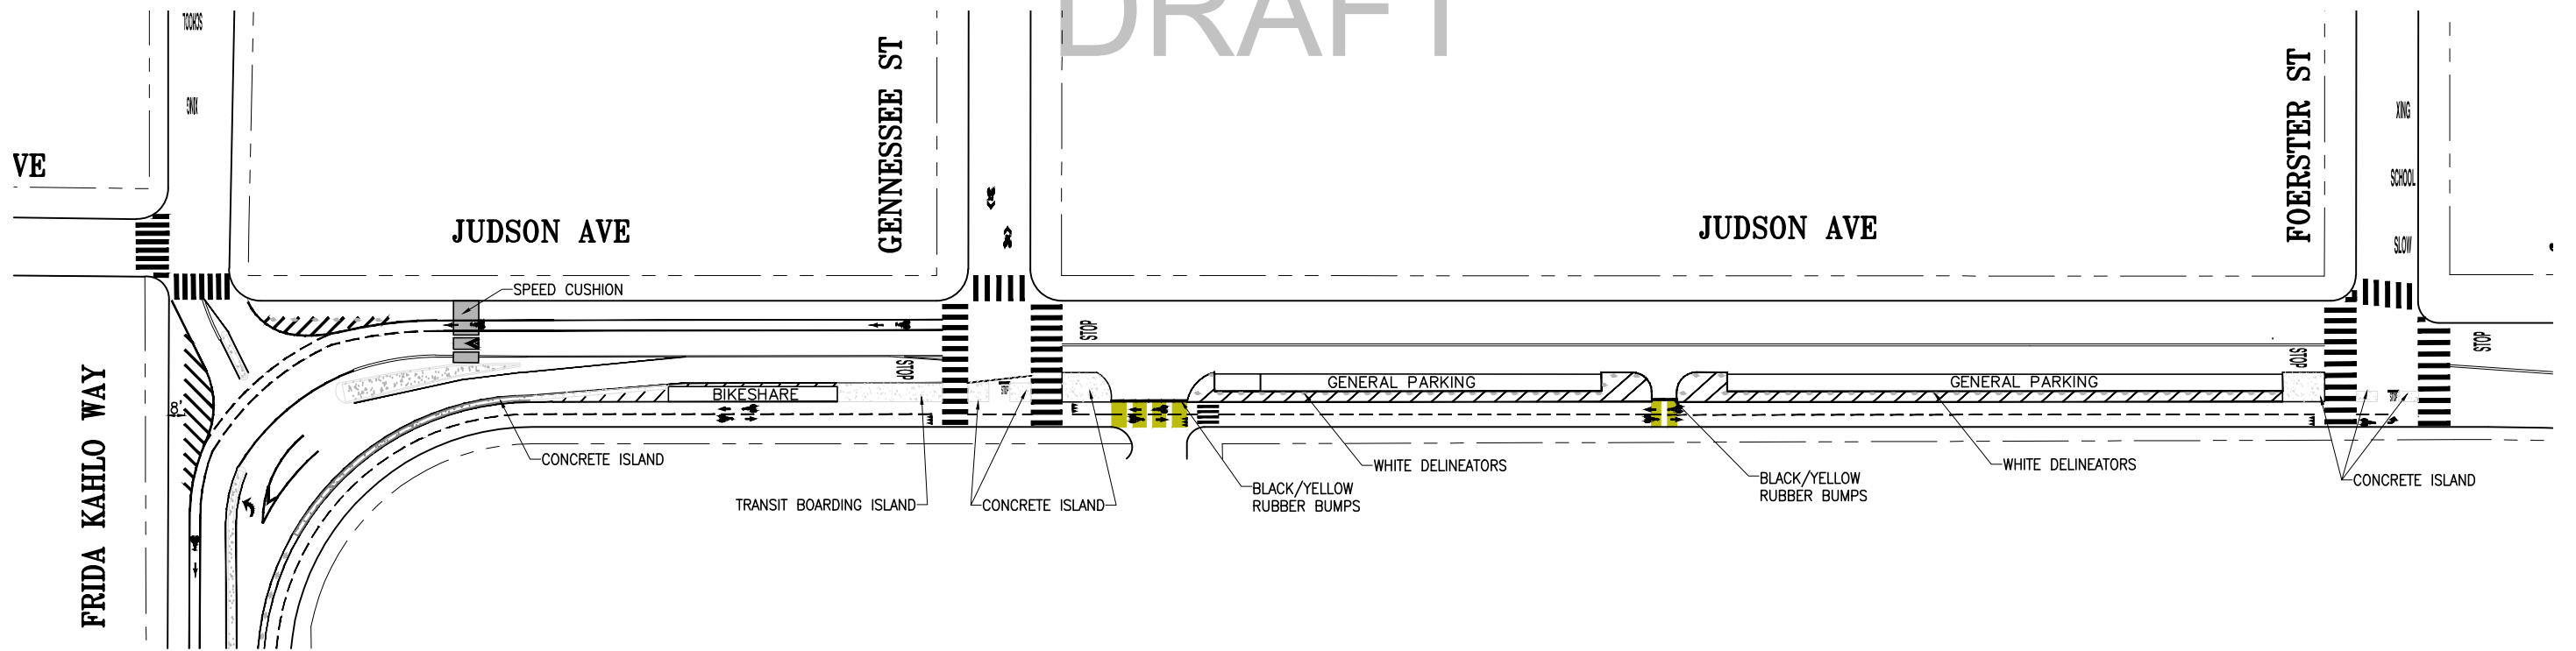 DRAFT
SCHOOL
XING
VE
JUDSON AVE
GENNESSEE ST
JUDSON AVE
FOERSTER ST
XING
SCHOOL
SLOW
SPEED CUSHION
STOP
STOP
STOP
STOP
BIKESHARE
GENERAL PARKING
GENERAL PARKING
8'
FRIDA KAHLO WAY
CONCRETE ISLAND
TRANSIT BOARDING ISLAND
CONCRETE ISLAND
BLACK/YELLOW
RUBBER BUMPS
WHITE DELINEATORS
BLACK/YELLOW
RUBBER BUMPS
WHITE DELINEATORS
CONCRETE ISLAND